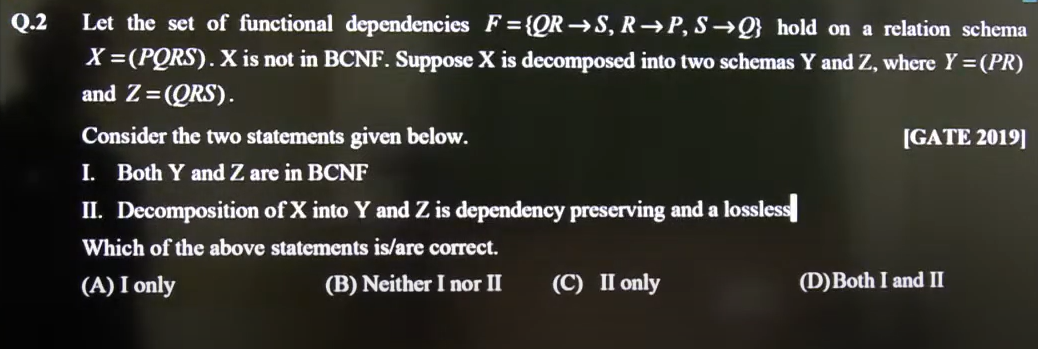 Q.2 Let the set of functional dependencies F = {QR → S, R → P, S → Q} hold on a relation schema
X = (PQRS). X is not in BCNF. Suppose X is decomposed into two schemas Y and Z, where Y = (PR)
and Z = (QRS).
Consider the two statements given below. [GATE 2019]
I. Both Y and Z are in BCNF
II. Decomposition of X into Y and Z is dependency preserving and a lossless
Which of the above statements is/are correct.
(A) I only (B) Neither I nor II (C) II only (D) Both I and II